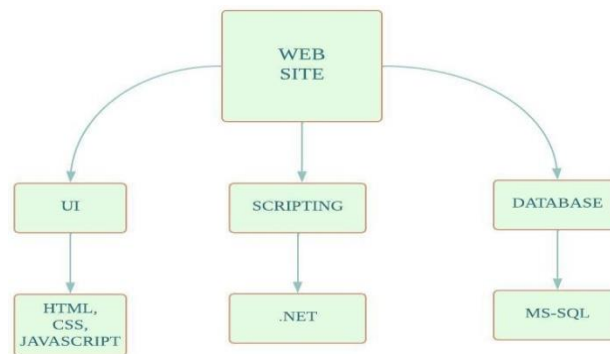 WEB
SITE
UI
SCRIPTING
DATABASE
HTML,
CSS,
JAVASCRIPT
.NET
MS-SQL